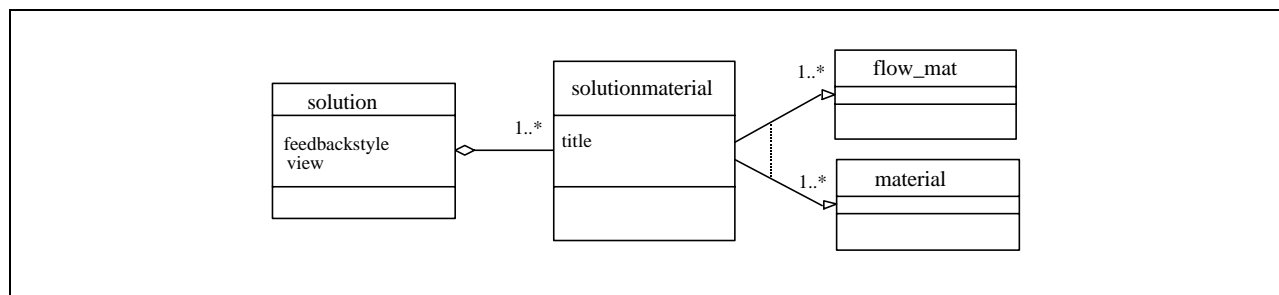 solution
feedbackstyle
view
1..*
solutionmaterial
title
1..*
flow_mat
1..*
material